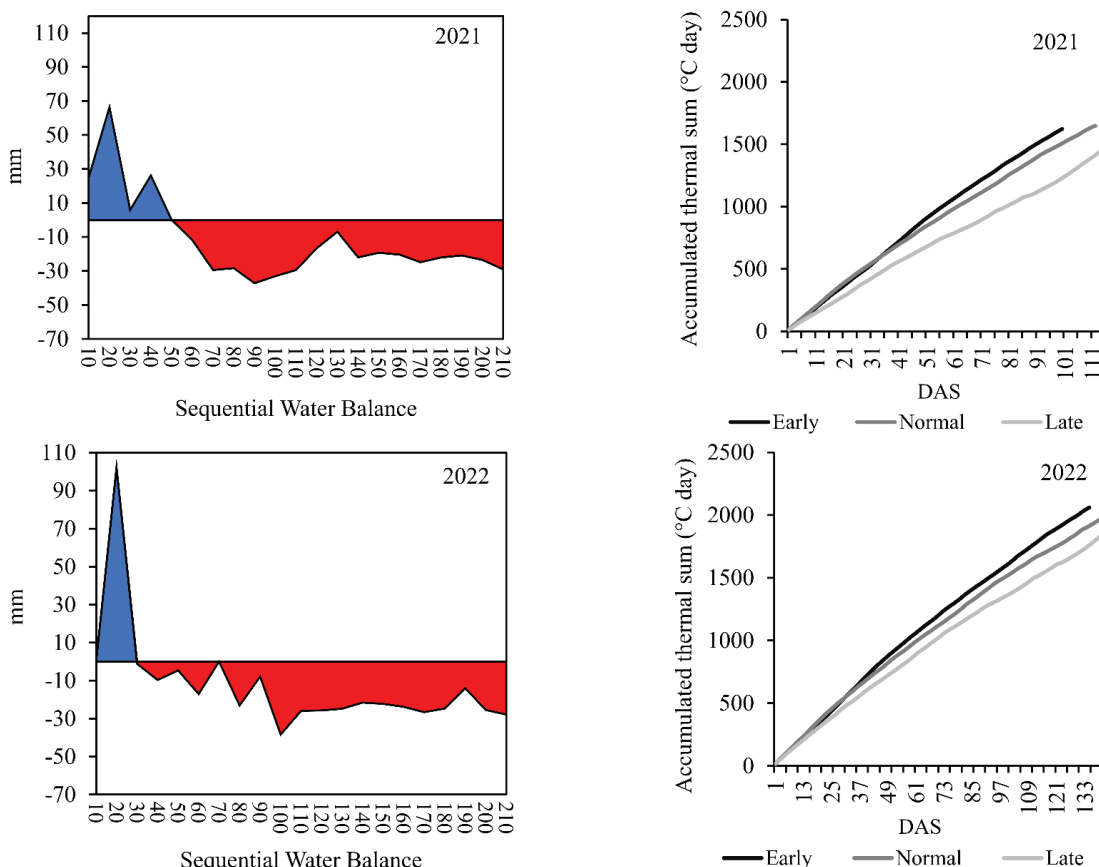 110
90
70
50
30
10
-10
-30
-50
-70
mm
2021
10 20 30 40 50 60 70 80 90 100 110 120 130 140 150 160 170 180 190 200 210
Sequential Water Balance
2500
2000
1500
1000
500
0
Accumulated thermal sum (°C day)
2021
1 11 21 31 41 51 61 71 81 91 101 111
DAS
Early Normal Late
110
90
70
50
30
10
-10
-30
-50
-70
mm
2022
10 20 30 40 50 60 70 80 90 100 110 120 130 140 150 160 170 180 190 200 210
Sequential Water Balance
2500
2000
1500
1000
500
0
Accumulated thermal sum (°C day)
2022
1 13 25 37 49 61 73 85 97 109 121 133
DAS
Early Normal Late